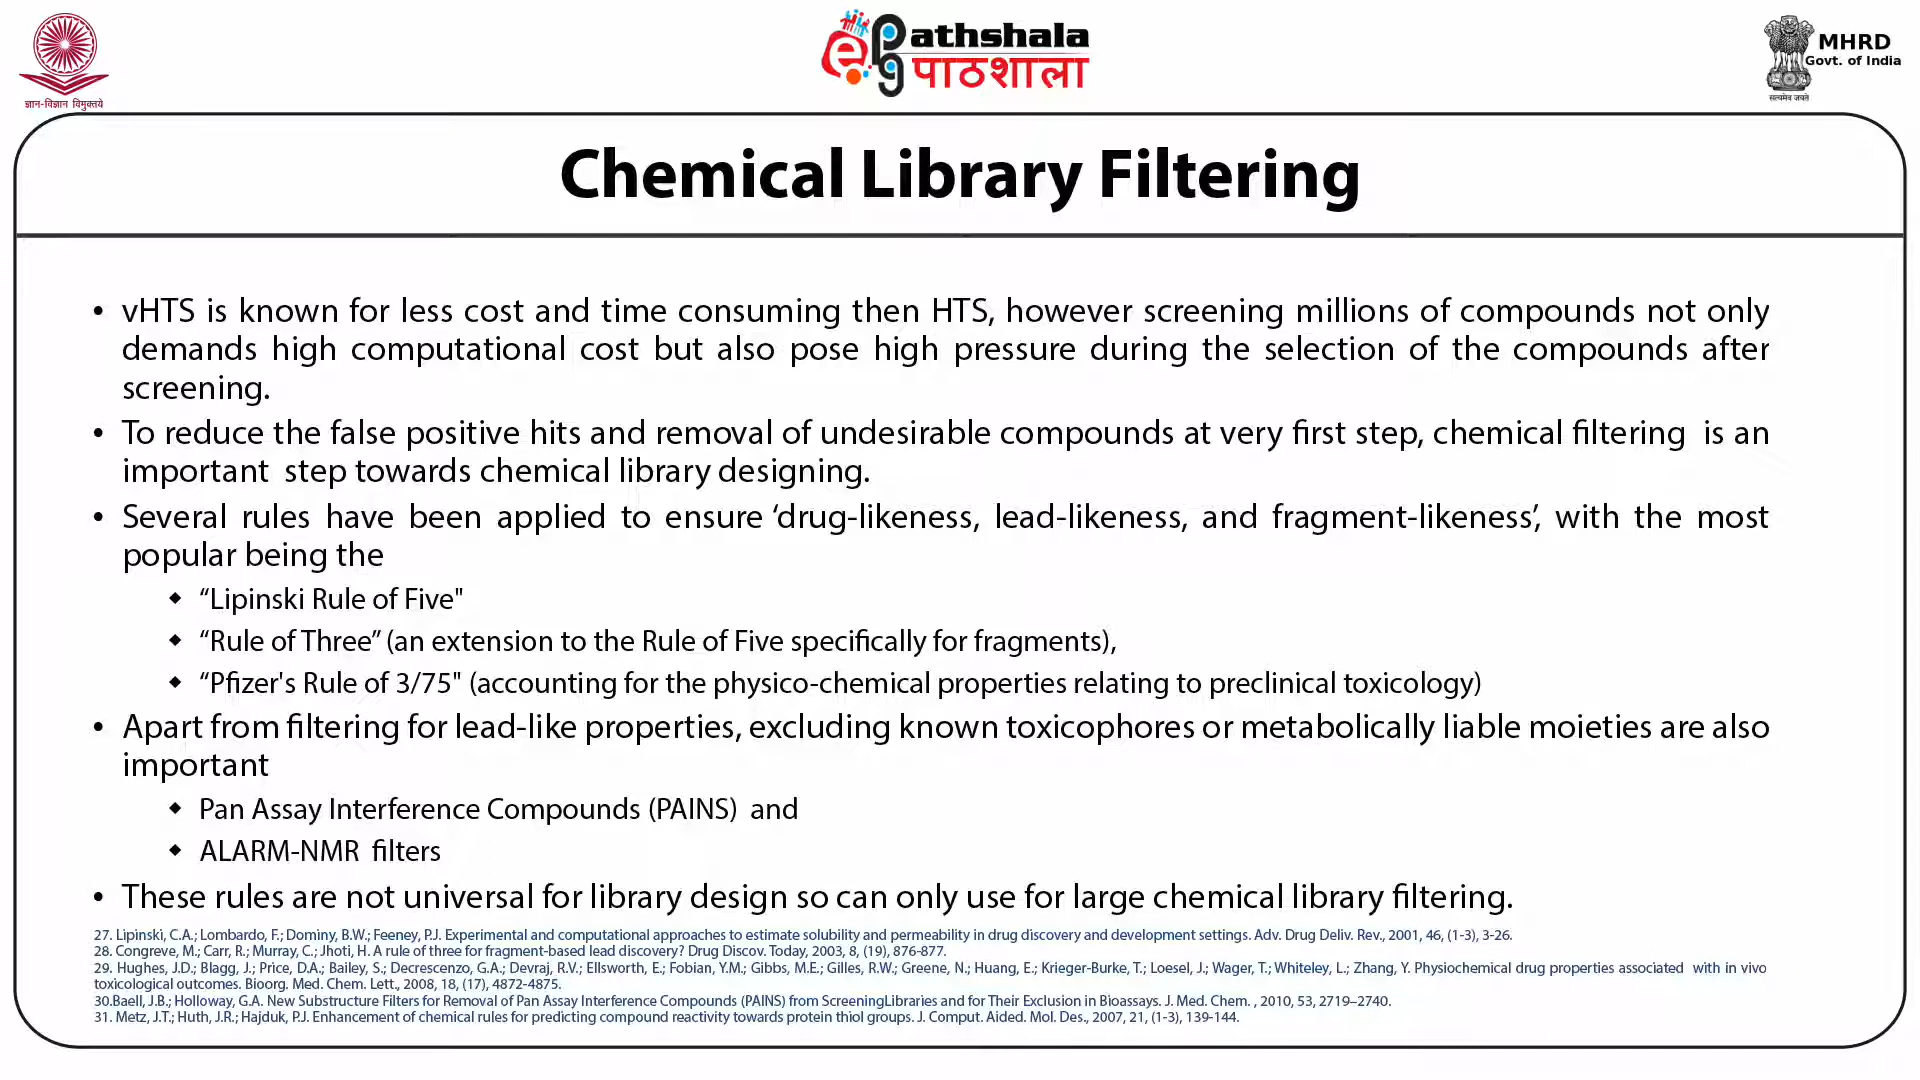 ज्ञान-विज्ञान विमुक्तये
ePathshala
पाठशाला
MHRD
Govt. of India
सत्यमेव जयते
Chemical Library Filtering
• vHTS is known for less cost and time consuming then HTS, however screening millions of compounds not only
demands high computational cost but also pose high pressure during the selection of the compounds after
screening.
• To reduce the false positive hits and removal of undesirable compounds at very first step, chemical filtering is an
important step towards chemical library designing.
• Several rules have been applied to ensure ‘drug-likeness, lead-likeness, and fragment-likeness’, with the most
popular being the
◆ “Lipinski Rule of Five"
◆ “Rule of Three” (an extension to the Rule of Five specifically for fragments),
◆ “Pfizer's Rule of 3/75" (accounting for the physico-chemical properties relating to preclinical toxicology)
• Apart from filtering for lead-like properties, excluding known toxicophores or metabolically liable moieties are also
important
◆ Pan Assay Interference Compounds (PAINS) and
◆ ALARM-NMR filters
• These rules are not universal for library design so can only use for large chemical library filtering.
27. Lipinski, C.A.; Lombardo, F.; Dominy, B.W.; Feeney, P.J. Experimental and computational approaches to estimate solubility and permeability in drug discovery and development settings. Adv. Drug Deliv. Rev., 2001, 46, (1-3), 3-26.
28. Congreve, M.; Carr, R.; Murray, C.; Jhoti, H. A rule of three for fragment-based lead discovery? Drug Discov. Today, 2003, 8, (19), 876-877.
29. Hughes, J.D.; Blagg, J.; Price, D.A.; Bailey, S.; Decrescenzo, G.A.; Devraj, R.V.; Ellsworth, E.; Fobian, Y.M.; Gibbs, M.E.; Gilles, R.W.; Greene, N.; Huang, E.; Krieger-Burke, T.; Loesel, J.; Wager, T.; Whiteley, L.; Zhang, Y. Physiochemical drug properties associated with in vivo
toxicological outcomes. Bioorg. Med. Chem. Lett., 2008, 18, (17), 4872-4875.
30.Baell, J.B.; Holloway, G.A. New Substructure Filters for Removal of Pan Assay Interference Compounds (PAINS) from ScreeningLibraries and for Their Exclusion in Bioassays. J. Med. Chem. , 2010, 53, 2719–2740.
31. Metz, J.T.; Huth, J.R.; Hajduk, P.J. Enhancement of chemical rules for predicting compound reactivity towards protein thiol groups. J. Comput. Aided. Mol. Des., 2007, 21, (1-3), 139-144.